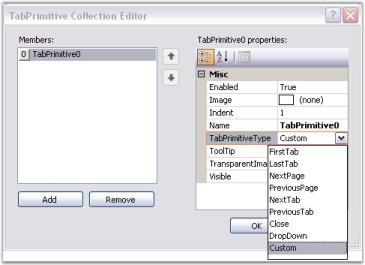 TabPrimitive Collection Editor
Members:
0 TabPrimitive0
Add
Remove
TabPrimitive0 properties:
Misc
Enabled True
Image (none)
Indent 1
Name TabPrimitive0
TabPrimitiveType Custom
ToolTip
TransparentIma
Visible
FirstTab
LastTab
NextPage
PreviousPage
NextTab
PreviousTab
Close
DropDown
Custom
OK